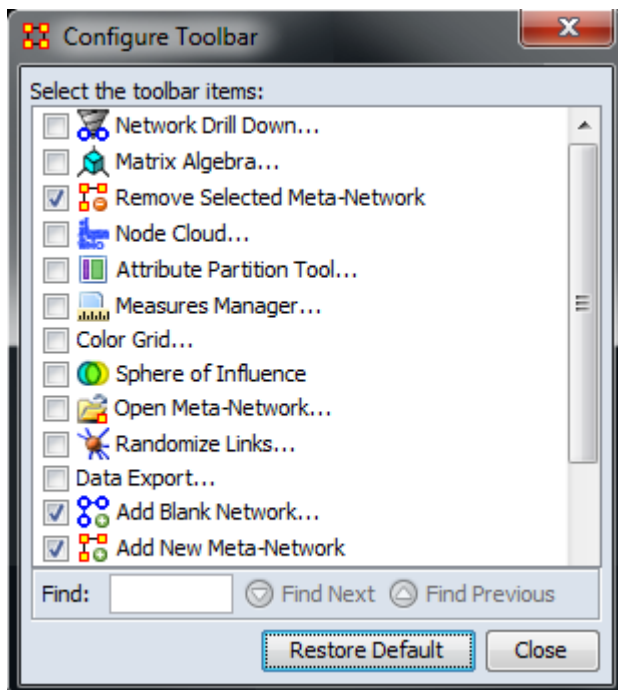 Configure Toolbar
Select the toolbar items:
Network Drill Down...
Matrix Algebra...
Remove Selected Meta-Network
Node Cloud...
Attribute Partition Tool...
Measures Manager...
Color Grid...
Sphere of Influence
Open Meta-Network...
Randomize Links...
Data Export...
Add Blank Network...
Add New Meta-Network
Find: Find Next Find Previous
Restore Default Close